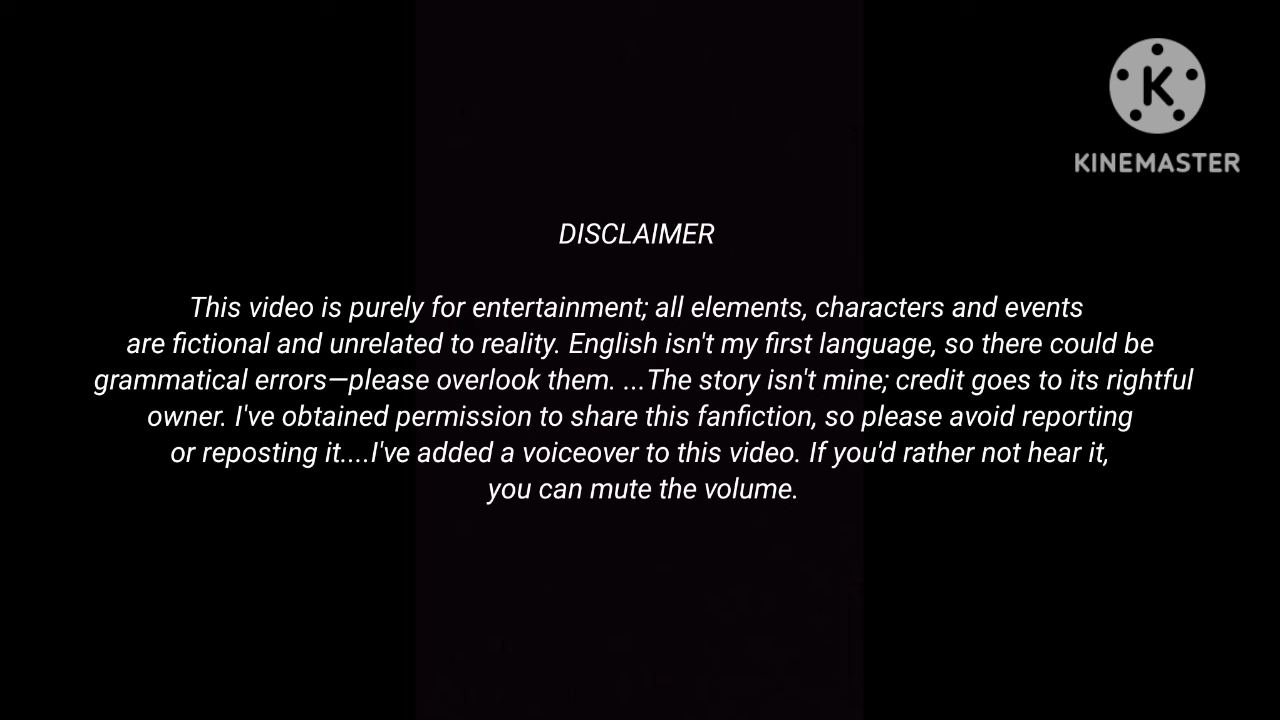 K
KINEMASTER
DISCLAIMER
This video is purely for entertainment; all elements, characters and events
are fictional and unrelated to reality. English isn't my first language, so there could be
grammatical errors—please overlook them. ...The story isn't mine; credit goes to its rightful
owner. I've obtained permission to share this fanfiction, so please avoid reporting
or reposting it....I've added a voiceover to this video. If you'd rather not hear it,
you can mute the volume.